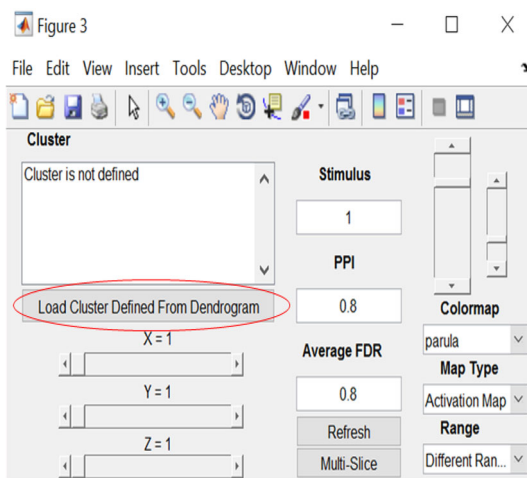 Figure 3
File Edit View Insert Tools Desktop Window Help
Cluster
Cluster is not defined
Load Cluster Defined From Dendrogram
X = 1
Y = 1
Z = 1
Stimulus
1
PPI
0.8
Average FDR
0.8
Refresh
Multi-Slice
Colormap
parula
Map Type
Activation Map
Range
Different Ran...